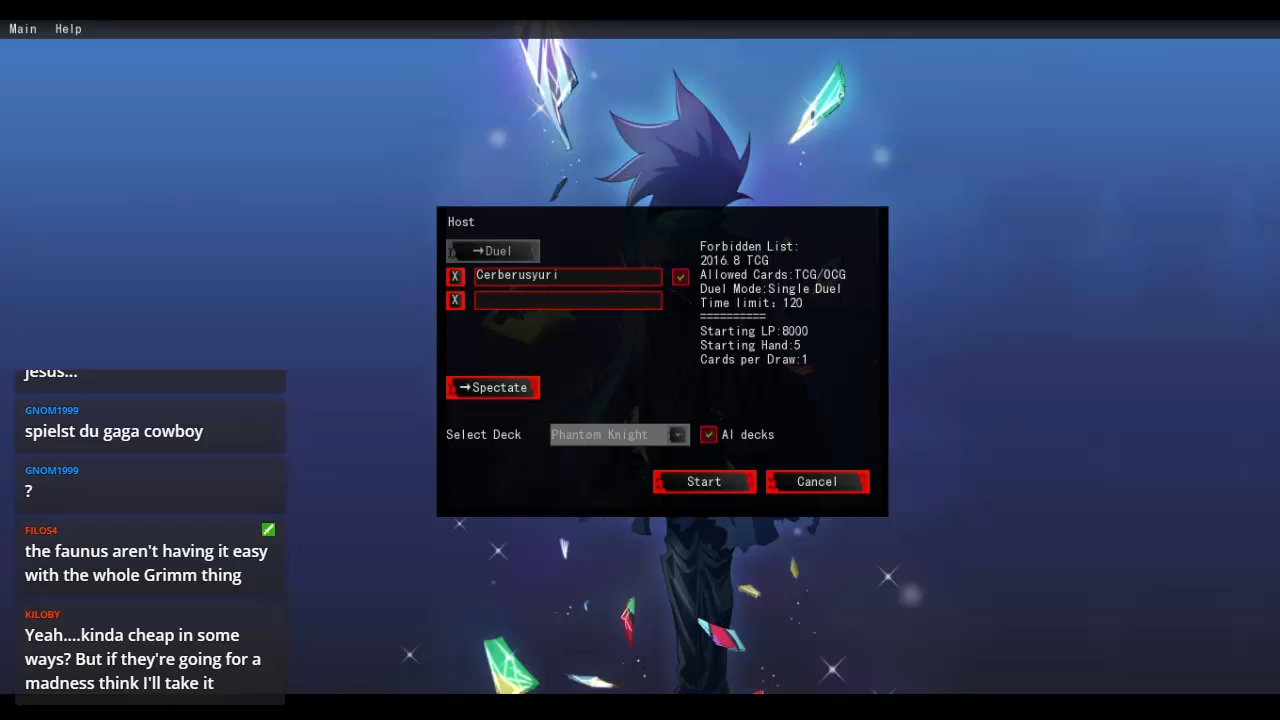 Main Help
Host
→Duel
X Cerberusyuri
X
→Spectate
Select Deck Phantom Knight AI decks
Start Cancel
Forbidden List:
2016.8 TCG
Allowed Cards:TCG/OCG
Duel Mode:Single Duel
Time limit: 120
==========
Starting LP:8000
Starting Hand:5
Cards per Draw:1
jesus...
GNOM1999
spielst du gaga cowboy
GNOM1999
?
FILOS4
the faunus aren't having it easy
with the whole Grimm thing
KILOBY
Yeah....kinda cheap in some
ways? But if they're going for a
madness think I'll take it